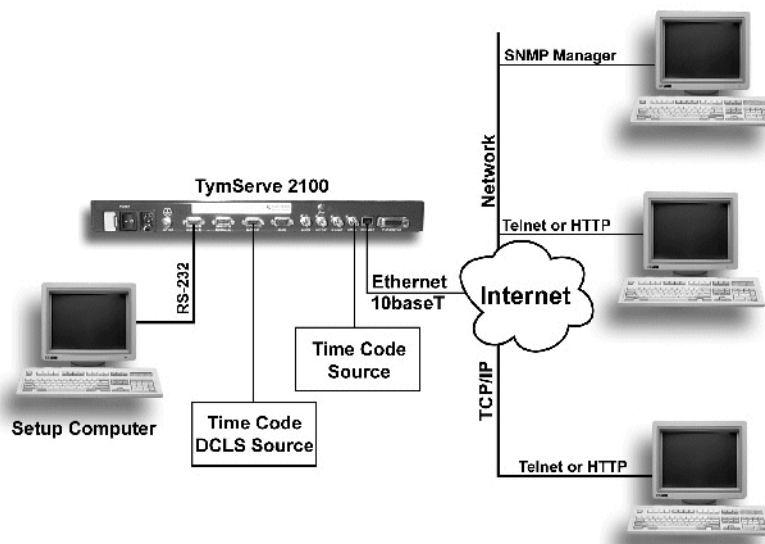 SNMP Manager
Network
TymServe 2100
Telnet or HTTP
RS-232
Ethernet
10baseT
Internet
Time Code
Source
TCP/IP
Setup Computer
Time Code
DCLS Source
Telnet or HTTP